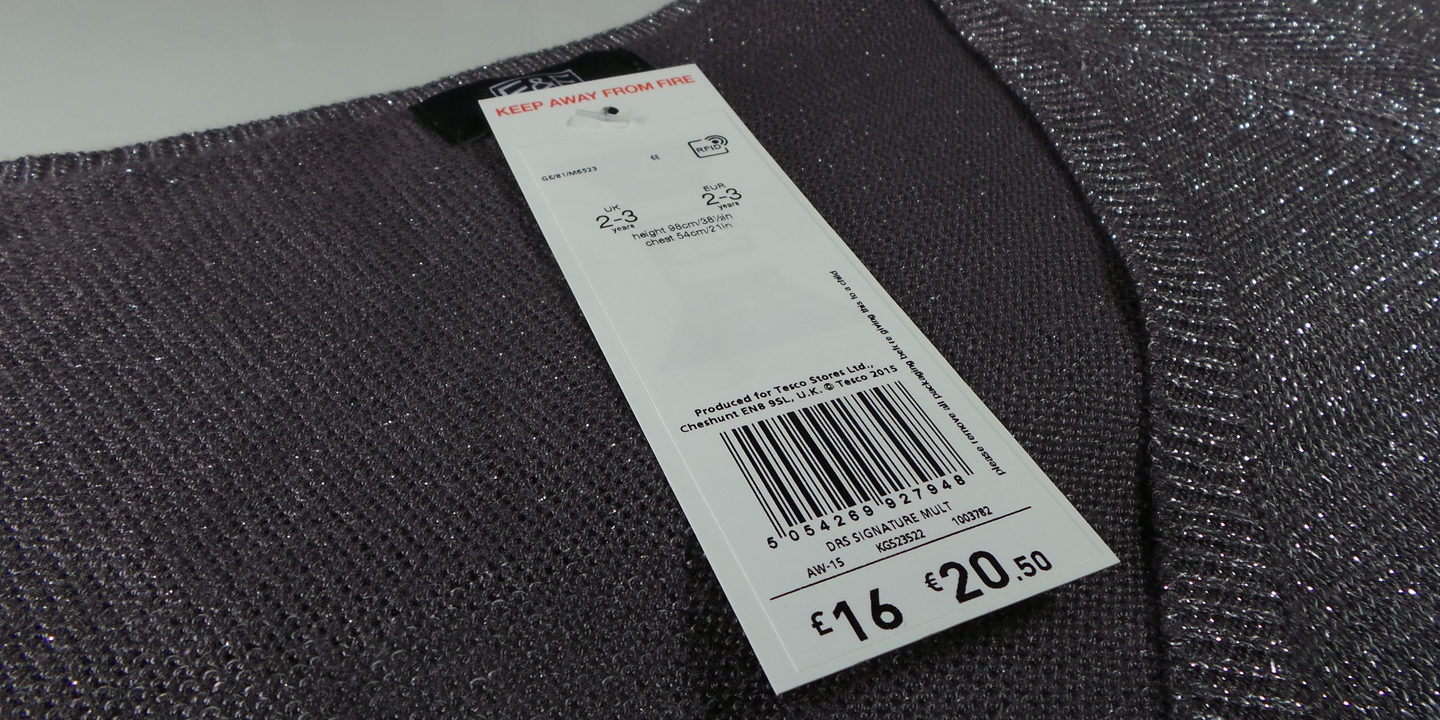 F&F
KEEP AWAY FROM FIRE
RFID
6E
GE/81/M6523
UK
2-3
years
EUR
2-3
years
height 98cm/38½in
chest 54cm/21in
please remove all packaging before giving this to a child
Produced for Tesco Stores Ltd.,
Cheshunt EN8 9SL, U.K. © Tesco 2015
5 054269 927948
DRS SIGNATURE MULT
AW-15 KG523522 1003782
£16 €20.50